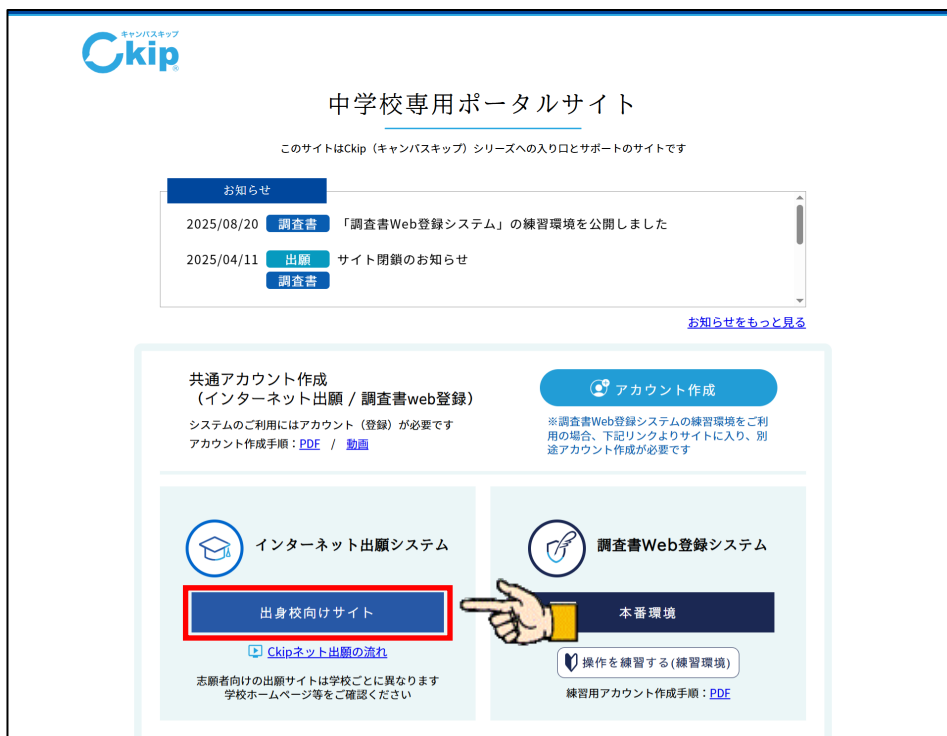 キャンパスキップ
Ckip
中学校専用ポータルサイト
このサイトはCkip（キャンパスキップ）シリーズへの入り口とサポートのサイトです
お知らせ
2025/08/20 調査書 「調査書Web登録システム」の練習環境を公開しました
2025/04/11 出願 サイト閉鎖のお知らせ
調査書
お知らせをもっと見る
共通アカウント作成
（インターネット出願 / 調査書web登録）
システムのご利用にはアカウント（登録）が必要です
アカウント作成手順：PDF / 動画
アカウント作成
※調査書Web登録システムの練習環境をご利
用の場合、下記リンクよりサイトに入り、別
途アカウント作成が必要です
インターネット出願システム
出身校向けサイト
Ckipネット出願の流れ
志願者向けの出願サイトは学校ごとに異なります
学校ホームページ等をご確認ください
調査書Web登録システム
本番環境
操作を練習する(練習環境)
練習用アカウント作成手順：PDF